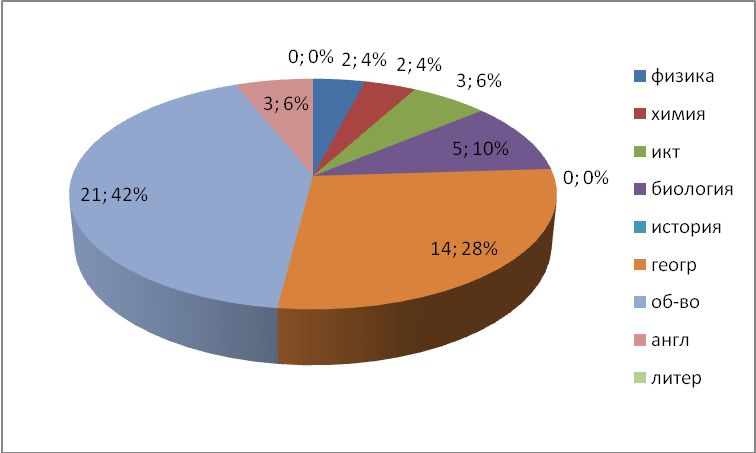 0; 0%
2; 4%
2; 4%
3; 6%
5; 10%
0; 0%
14; 28%
21; 42%
3; 6%
физика
химия
икт
биология
история
геогр
об-во
англ
литер